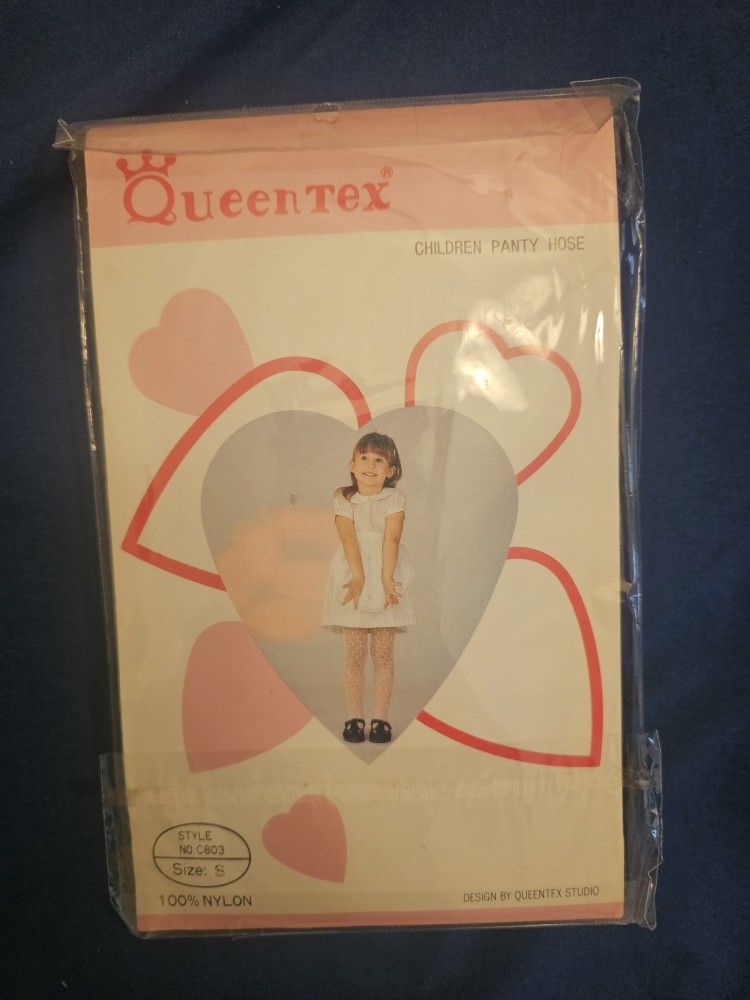 QueenTex®
CHILDREN PANTY HOSE
STYLE
NO.C803
Size: S
100% NYLON
DESIGN BY QUEENTEX STUDIO